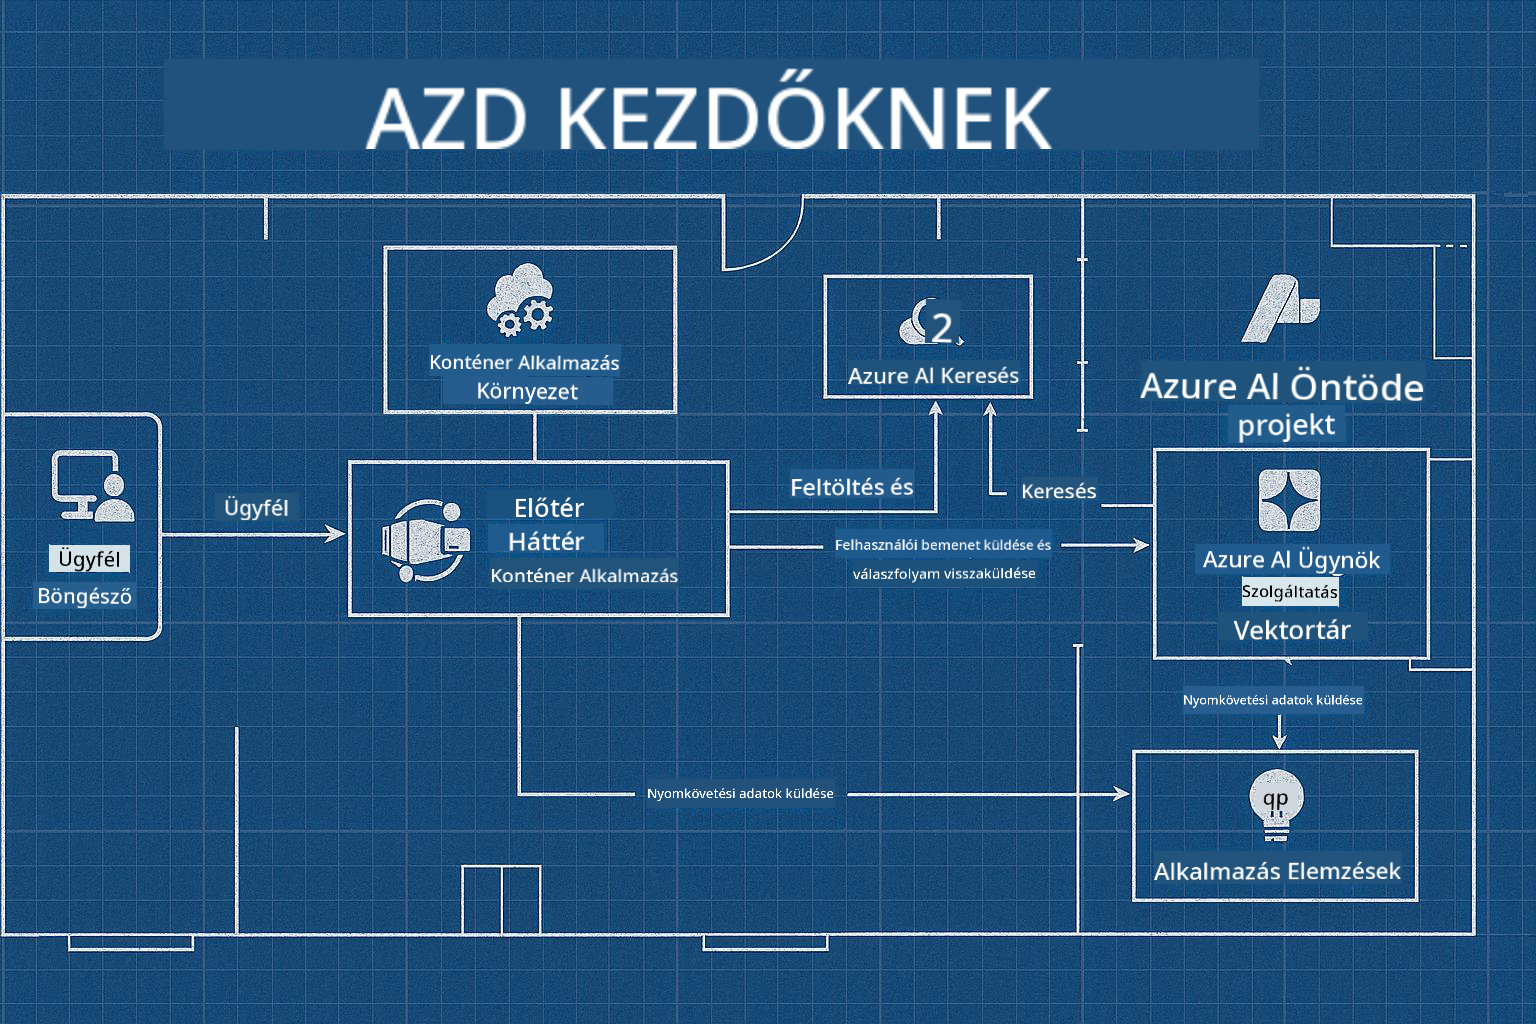 AZD KEZDŐKNEK
Konténer Alkalmazás
Környezet
2
Azure AI Keresés
Azure AI Öntöde
projekt
Ügyfél
Böngésző
Ügyfél
Előtér
Háttér
Konténer Alkalmazás
Feltöltés és
Keresés
Felhasználói bemenet küldése és
válaszfolyam visszaküldése
Azure AI Ügynök
Szolgáltatás
Vektortár
Nyomkövetési adatok küldése
Nyomkövetési adatok küldése
qp
Alkalmazás Elemzések